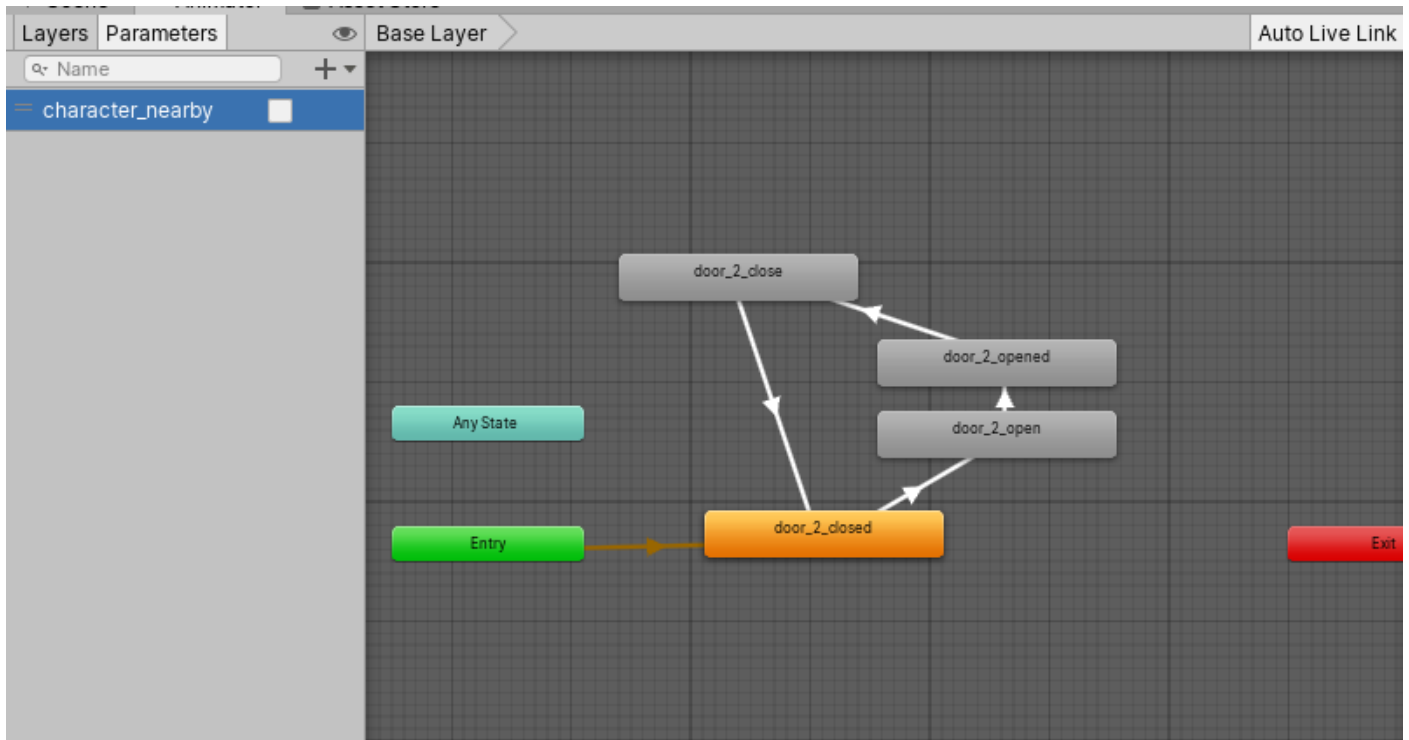 Layers Parameters
Base Layer
Auto Live Link
Name
character_nearby
door_2_close
door_2_opened
Any State
door_2_open
door_2_closed
Entry
Exit